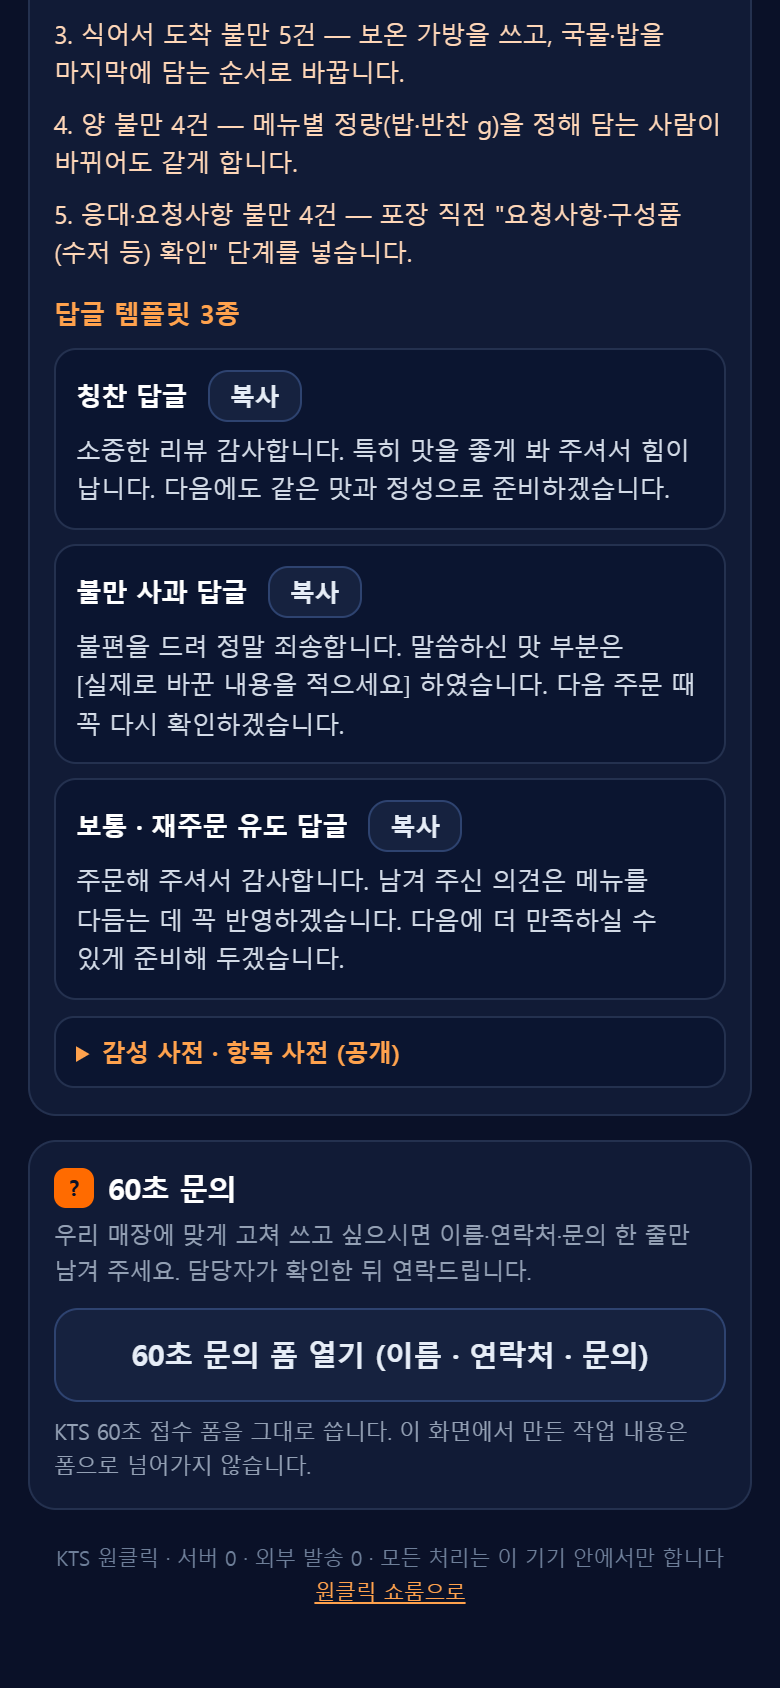 3. 식어서 도착 불만 5건 — 보온 가방을 쓰고, 국물·밥을
마지막에 담는 순서로 바꿉니다.
4. 양 불만 4건 — 메뉴별 정량(밥·반찬 g)을 정해 담는 사람이
바뀌어도 같게 합니다.
5. 응대·요청사항 불만 4건 — 포장 직전 "요청사항·구성품
(수저 등) 확인" 단계를 넣습니다.
답글 템플릿 3종
칭찬 답글 복사
소중한 리뷰 감사합니다. 특히 맛을 좋게 봐 주셔서 힘이
납니다. 다음에도 같은 맛과 정성으로 준비하겠습니다.
불만 사과 답글 복사
불편을 드려 정말 죄송합니다. 말씀하신 맛 부분은
[실제로 바꾼 내용을 적으세요] 하였습니다. 다음 주문 때
꼭 다시 확인하겠습니다.
보통 · 재주문 유도 답글 복사
주문해 주셔서 감사합니다. 남겨 주신 의견은 메뉴를
다듬는 데 꼭 반영하겠습니다. 다음에 더 만족하실 수
있게 준비해 두겠습니다.
▶ 감성 사전 · 항목 사전 (공개)
? 60초 문의
우리 매장에 맞게 고쳐 쓰고 싶으시면 이름·연락처·문의 한 줄만
남겨 주세요. 담당자가 확인한 뒤 연락드립니다.
60초 문의 폼 열기 (이름 · 연락처 · 문의)
KTS 60초 접수 폼을 그대로 씁니다. 이 화면에서 만든 작업 내용은
폼으로 넘어가지 않습니다.
KTS 원클릭 · 서버 0 · 외부 발송 0 · 모든 처리는 이 기기 안에서만 합니다
원클릭 쇼룸으로